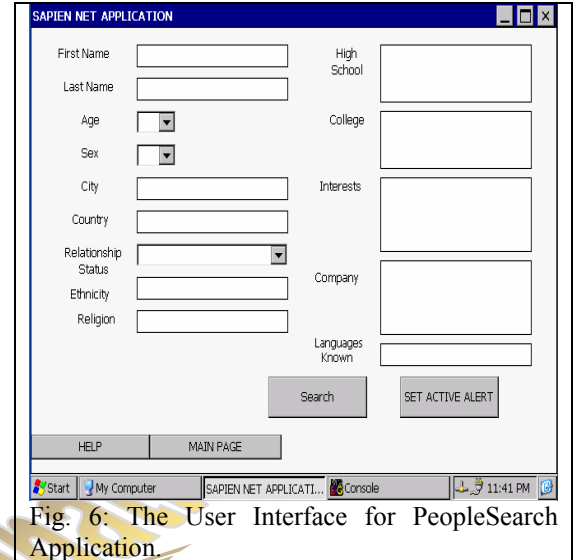 SAPIEN NET APPLICATION
First Name
Last Name
Age
Sex
City
Country
Relationship
Status
Ethnicity
Religion
High
School
College
Interests
Company
Languages
Known
Search
SET ACTIVE ALERT
HELP
MAIN PAGE
Start
My Computer
SAPIEN NET APPLICATI...
Console
11:41 PM
Fig. 6: The User Interface for PeopleSearch
Application.